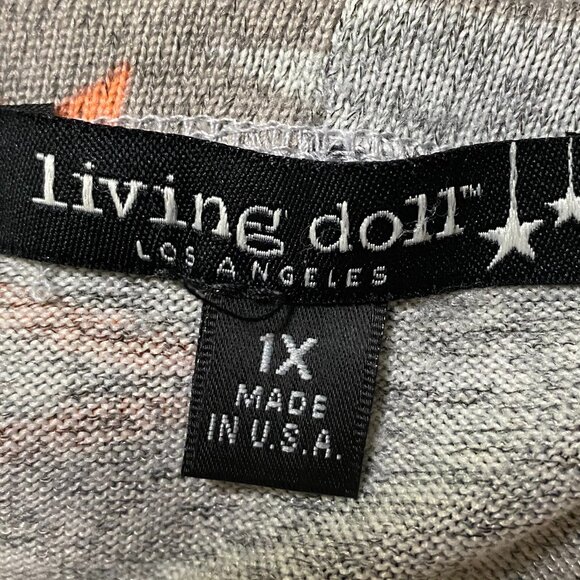 living doll™
LOS ANGELES
1X
MADE
IN U.S.A.